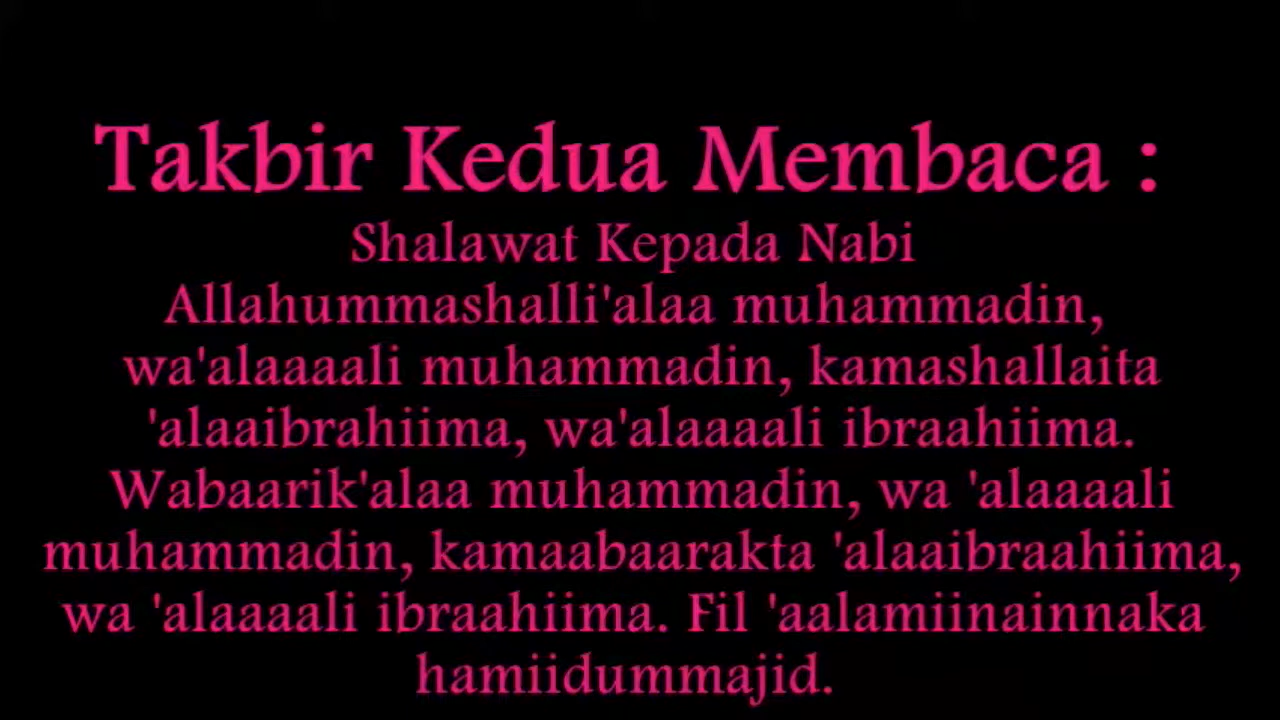 Takbir Kedua Membaca :
Shalawat Kepada Nabi
Allahummashalli'alaa muhammadin,
wa'alaaaali muhammadin, kamashallaita
'alaaibrahiima, wa'alaaaali ibraahiima.
Wabaarik'alaa muhammadin, wa 'alaaaali
muhammadin, kamaabaarakta 'alaaibraahiima,
wa 'alaaaali ibraahiima. Fil 'aalamiinainnaka
hamiidummajid.